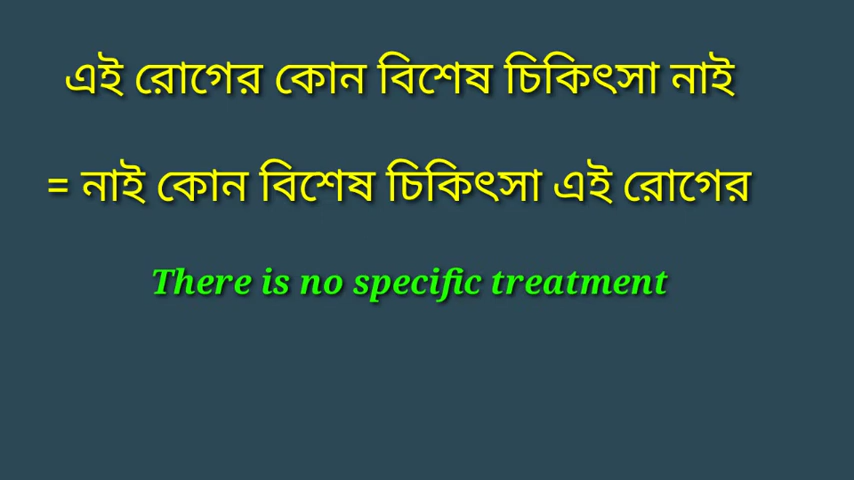 এই রোগের কোন বিশেষ চিকিৎসা নাই
= নাই কোন বিশেষ চিকিৎসা এই রোগের
There is no specific treatment